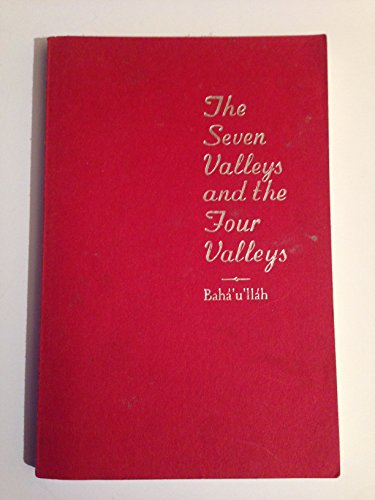 The
Seven
Valleys
and the
Four
Valleys
Bahá'u'lláh